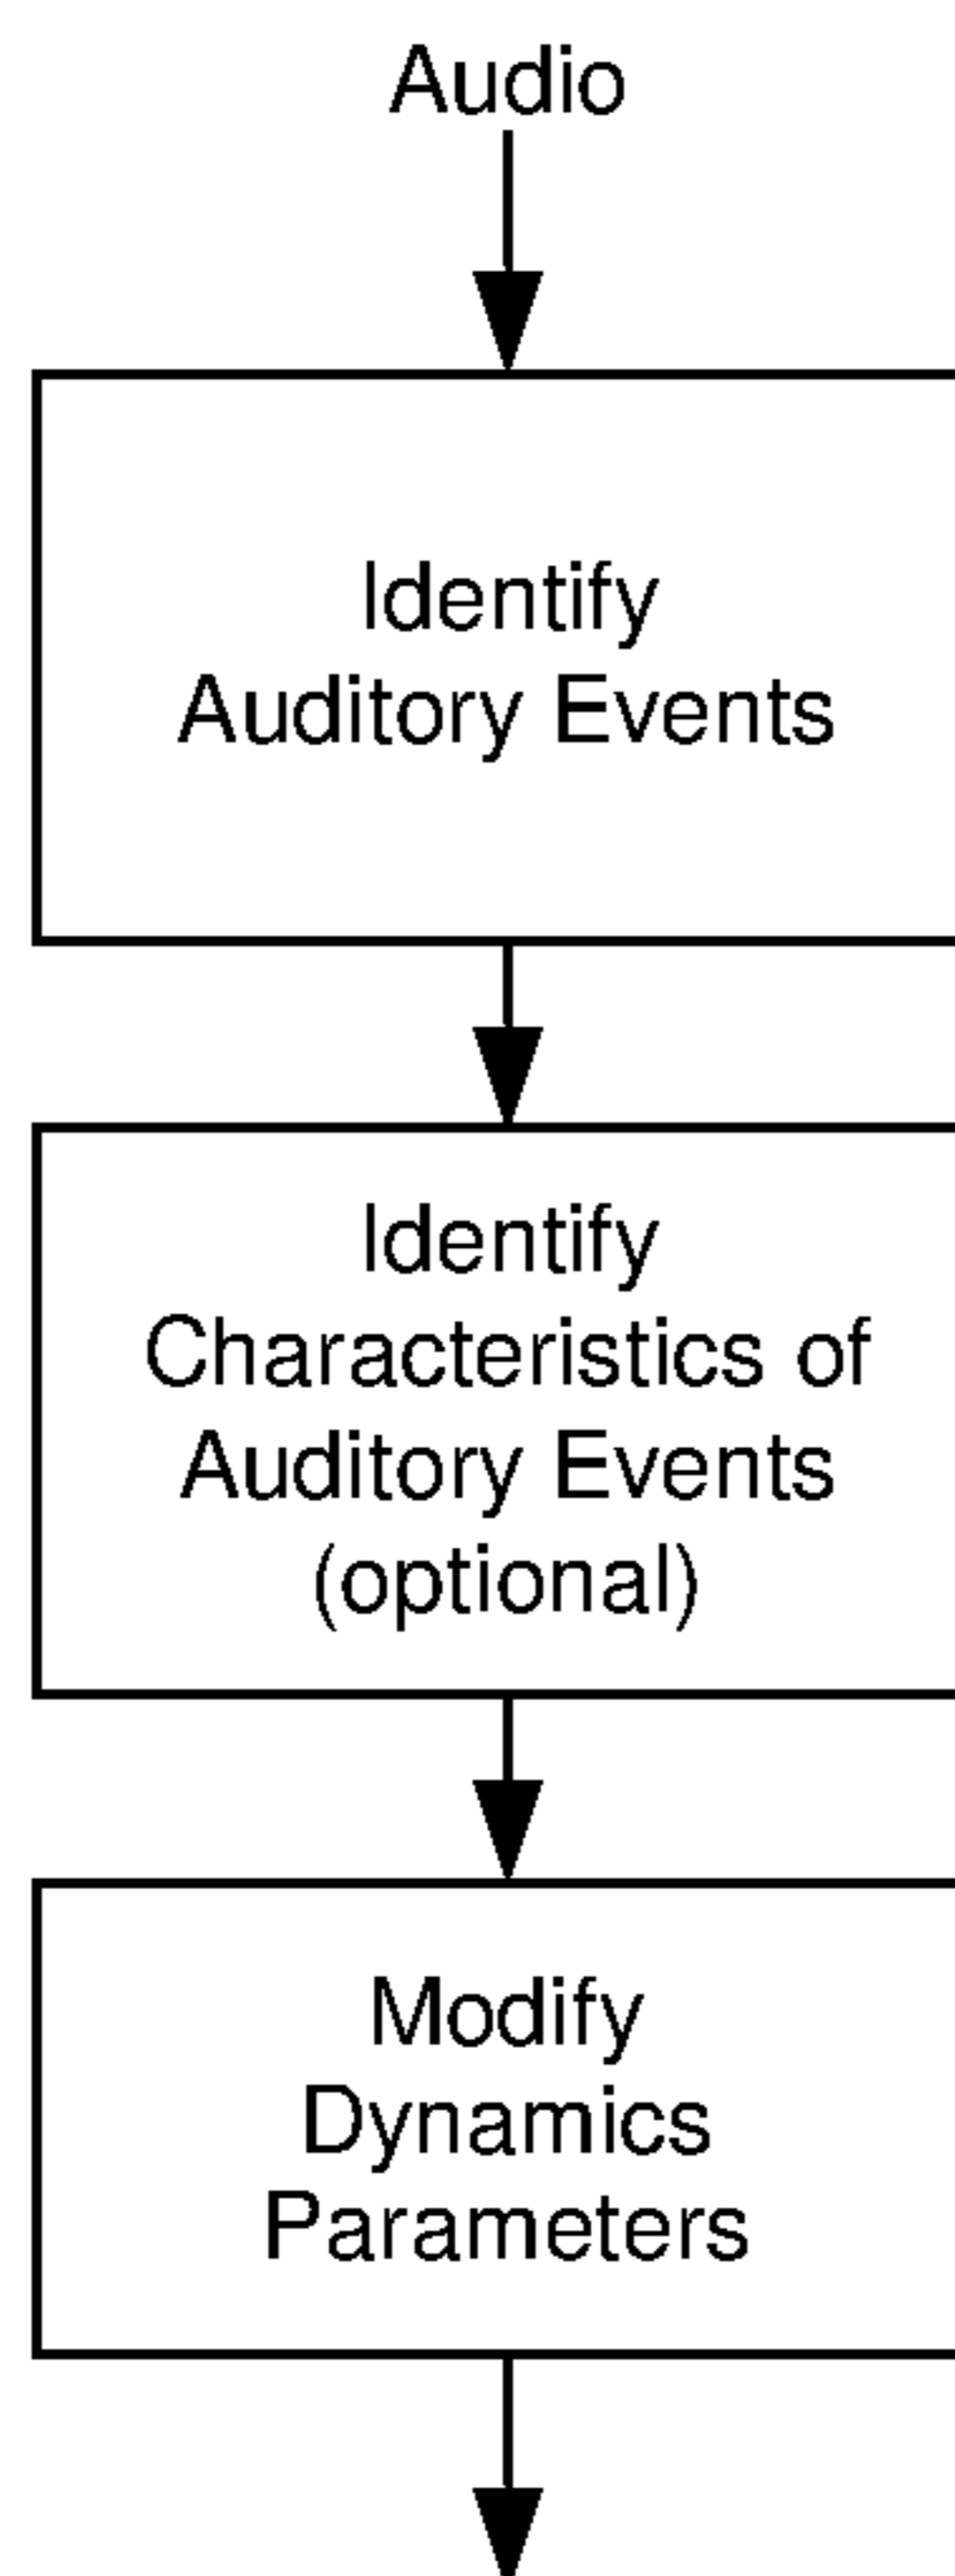 Audio
Identify
Auditory Events
Identify
Characteristics of
Auditory Events
(optional)
Modify
Dynamics
Parameters